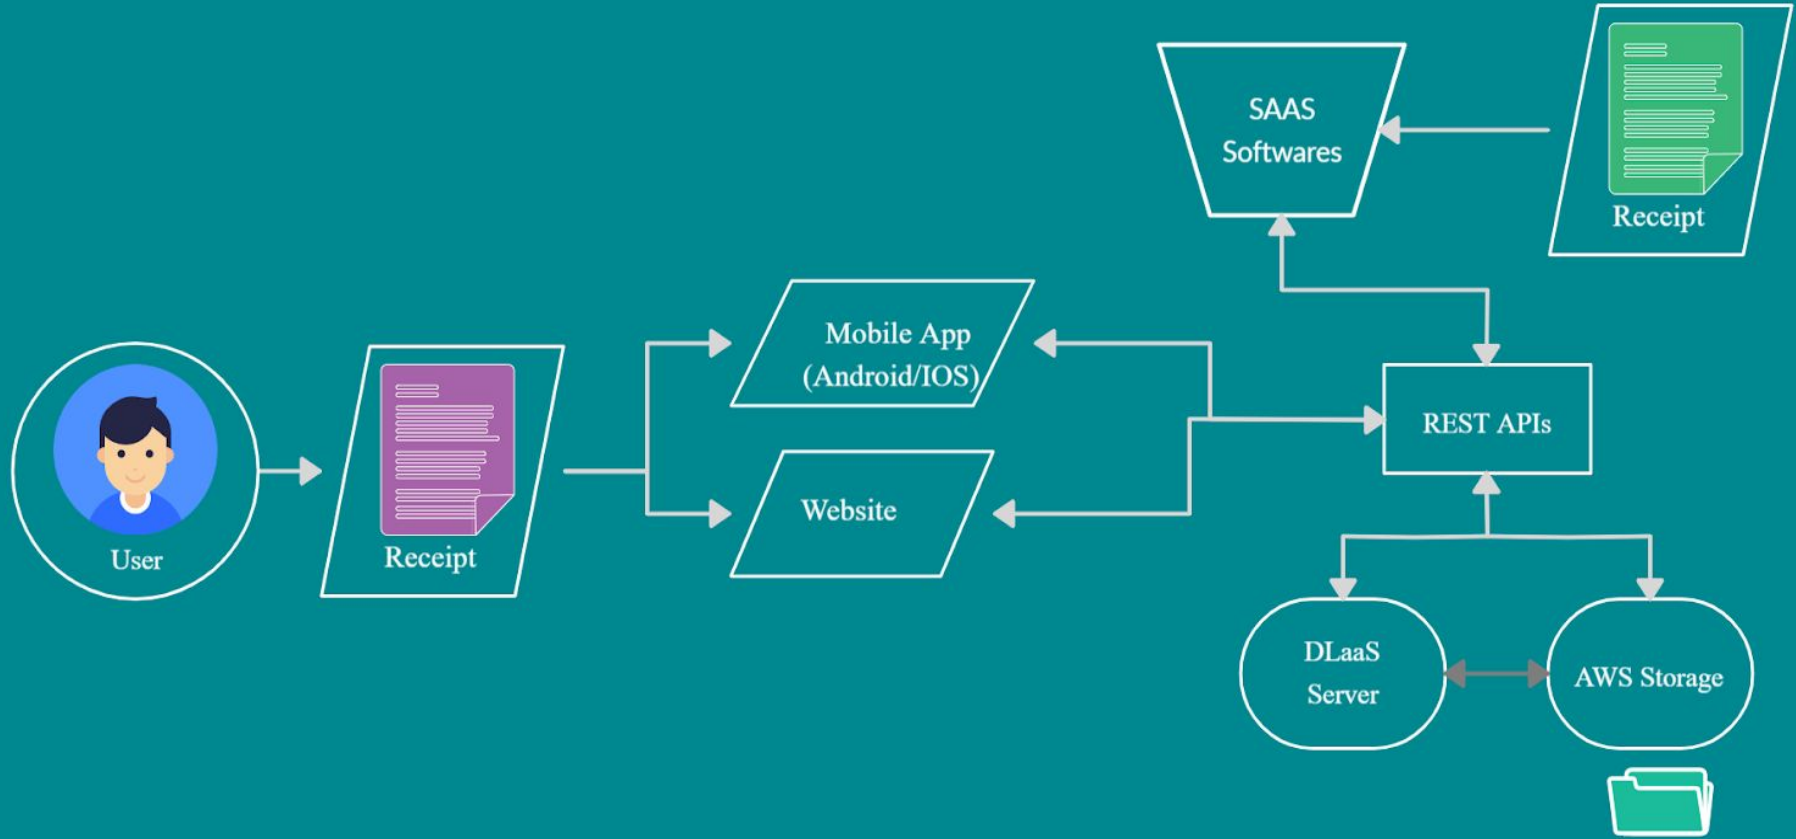 SAAS
Softwares
Receipt
Mobile App
(Android/IOS)
REST APIs
Website
User
Receipt
DLaaS
Server
AWS Storage